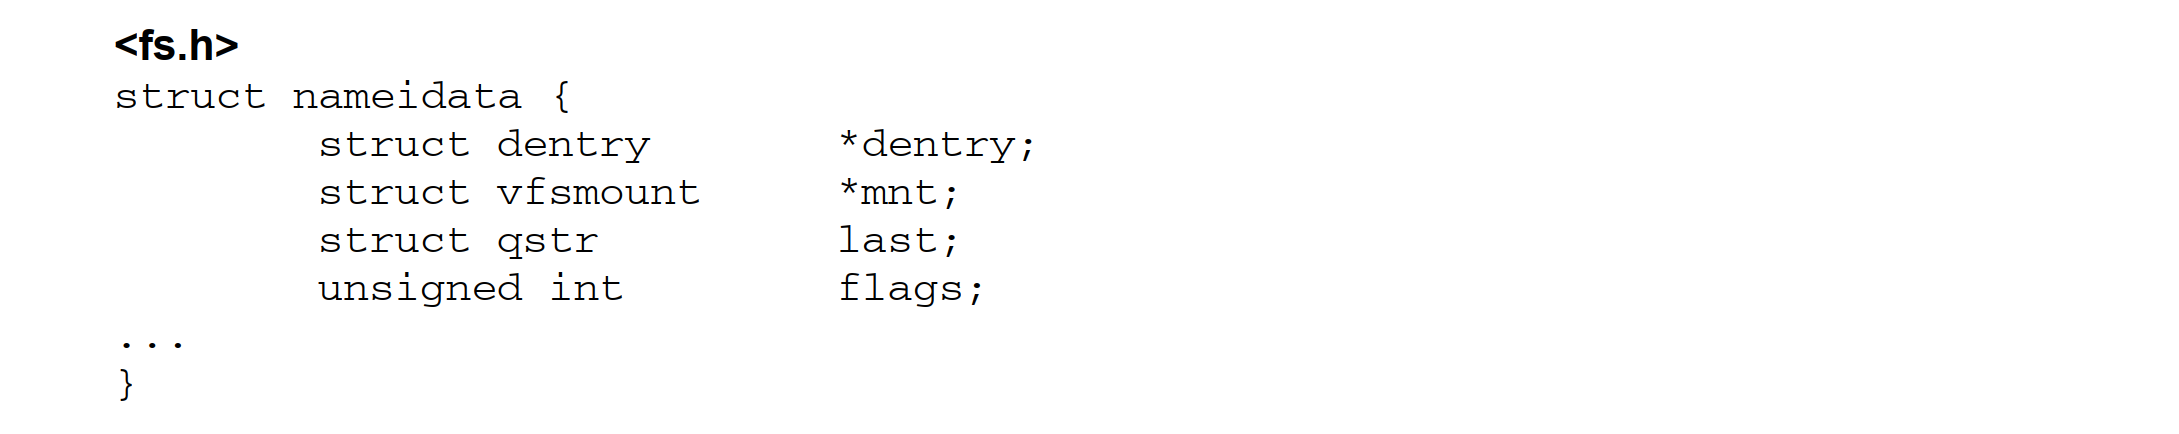 <fs.h>
struct nameidata {
        struct dentry       *dentry;
        struct vfsmount     *mnt;
        struct qstr         last;
        unsigned int        flags;
...
}